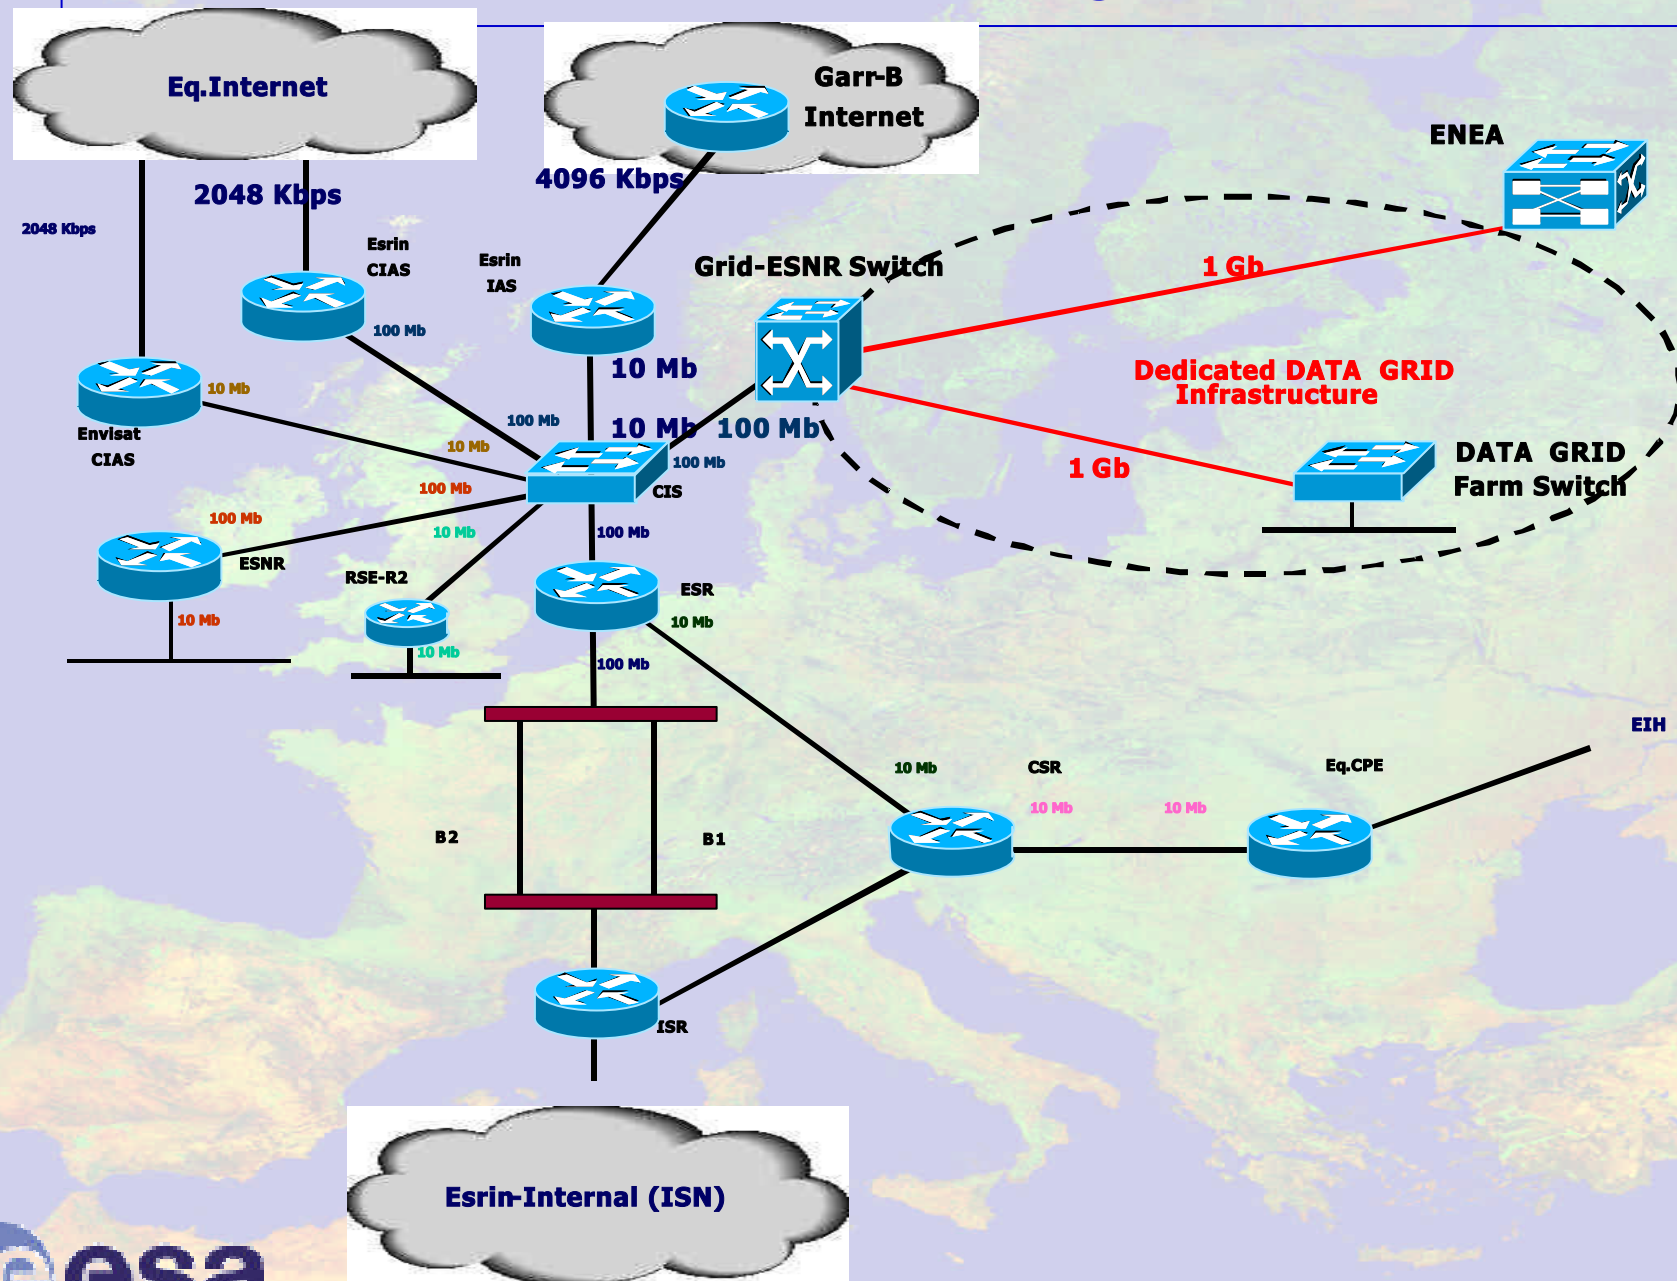 Eq.Internet
Garr-B
Internet
ENEA
4096 Kbps
2048 Kbps
2048 Kbps
Esrin
CIAS
Esrin
IAS
Grid-ESNR Switch
1 Gb
100 Mb
10 Mb
Dedicated DATA GRID
Infrastructure
10 Mb
100 Mb
10 Mb
100 Mb
Envisat
CIAS
10 Mb
100 Mb
1 Gb
DATA GRID
Farm Switch
100 Mb
CIS
100 Mb
10 Mb
100 Mb
ESNR
RSE-R2
ESR
10 Mb
10 Mb
10 Mb
100 Mb
EIH
10 Mb
CSR
Eq.CPE
10 Mb
10 Mb
B2
B1
ISR
Esrin-Internal (ISN)
esa